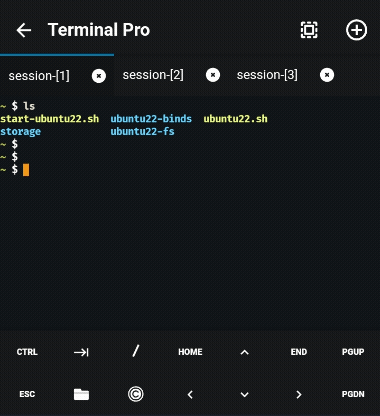 Terminal Pro
session-[1] session-[2] session-[3]
~ $ ls
start-ubuntu22.sh ubuntu22-binds ubuntu22.sh
storage ubuntu22-fs
~ $
~ $
~ $
CTRL / HOME END PGUP
ESC © PGDN